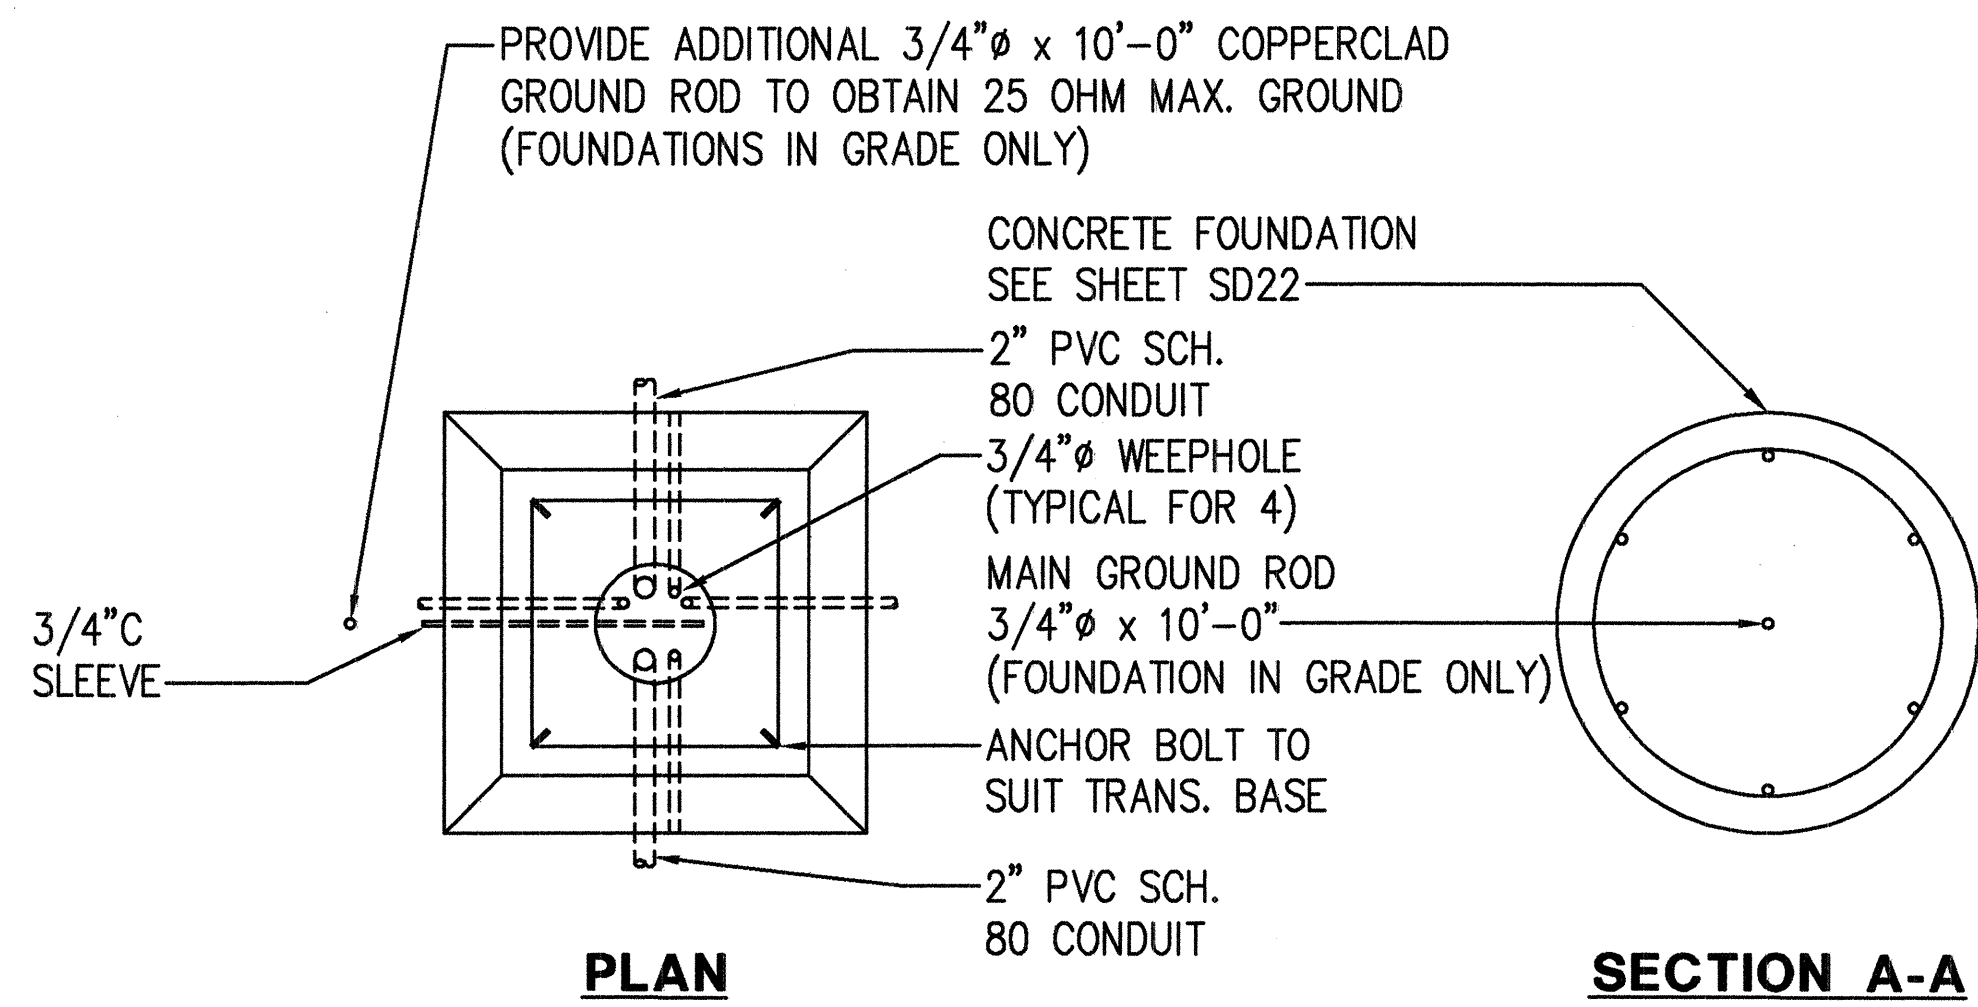 PROVIDE ADDITIONAL 3/4"ø x 10'-0" COPPERCLAD
GROUND ROD TO OBTAIN 25 OHM MAX. GROUND
(FOUNDATIONS IN GRADE ONLY)
CONCRETE FOUNDATION
SEE SHEET SD22
2" PVC SCH.
80 CONDUIT
3/4"ø WEEPHOLE
(TYPICAL FOR 4)
MAIN GROUND ROD
3/4"ø x 10'-0"
(FOUNDATION IN GRADE ONLY)
3/4"C
SLEEVE
ANCHOR BOLT TO
SUIT TRANS. BASE
2" PVC SCH.
80 CONDUIT
PLAN
SECTION A-A